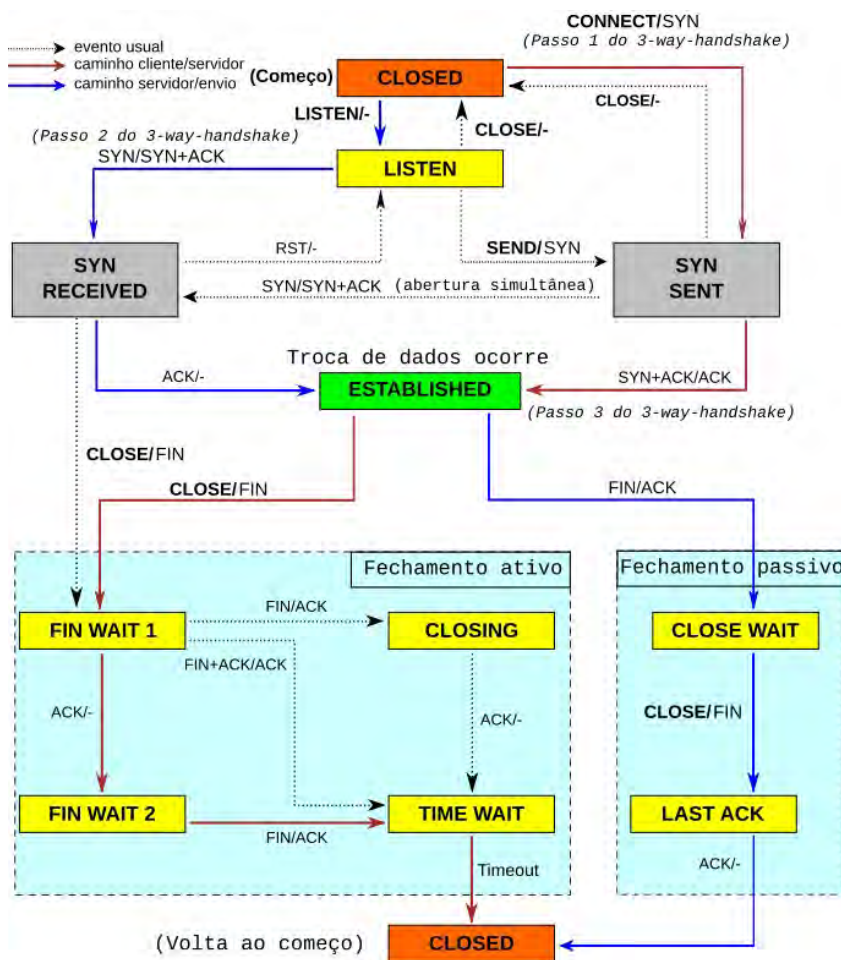 CONNECT/SYN
(Passo 1 do 3-way-handshake)
evento usual
caminho cliente/servidor
caminho servidor/envio
(Começo)
CLOSED
LISTEN/-
CLOSE/-
CLOSE/-
(Passo 2 do 3-way-handshake)
SYN/SYN+ACK
LISTEN
RST/-
SEND/SYN
SYN
RECEIVED
SYN/SYN+ACK (abertura simultânea)
SYN
SENT
Troca de dados ocorre
ACK/-
ESTABLISHED
SYN+ACK/ACK
(Passo 3 do 3-way-handshake)
CLOSE/FIN
CLOSE/FIN
FIN/ACK
Fechamento ativo
Fechamento passivo
FIN WAIT 1
FIN/ACK
CLOSING
CLOSE WAIT
FIN+ACK/ACK
ACK/-
ACK/-
CLOSE/FIN
FIN WAIT 2
FIN/ACK
TIME WAIT
LAST ACK
Timeout
ACK/-
(Volta ao começo)
CLOSED